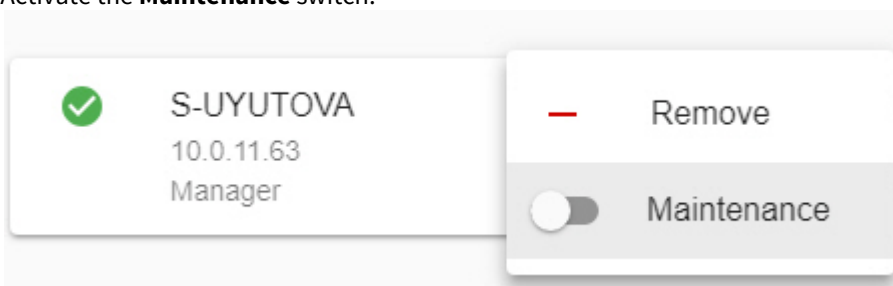 Activate the Maintenance switch.
S-UYUTOVA
10.0.11.63
Manager
Remove
Maintenance